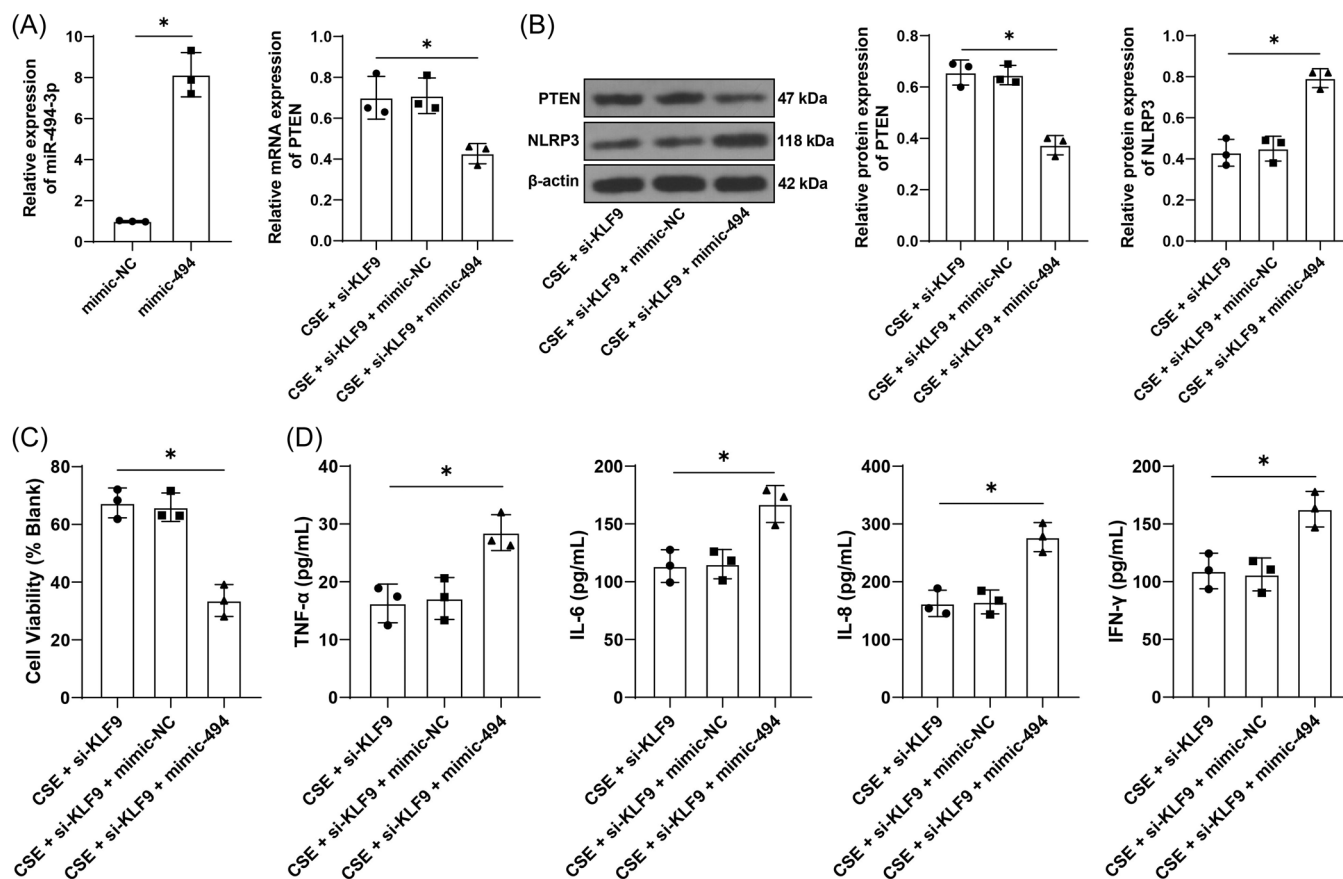 (A)
Relative expression
of miR-494-3p
10
8
6
4
2
0
*
mimic-NC
mimic-494
Relative mRNA expression
of PTEN
1.0
0.8
0.6
0.4
0.2
0.0
*
CSE + si-KLF9
CSE + si-KLF9 + mimic-NC
CSE + si-KLF9 + mimic-494
(B)
PTEN
47 kDa
NLRP3
118 kDa
β-actin
42 kDa
CSE + si-KLF9
CSE + si-KLF9 + mimic-NC
CSE + si-KLF9 + mimic-494
Relative protein expression
of PTEN
0.8
0.6
0.4
0.2
0.0
*
CSE + si-KLF9
CSE + si-KLF9 + mimic-NC
CSE + si-KLF9 + mimic-494
Relative protein expression
of NLRP3
1.0
0.8
0.6
0.4
0.2
0.0
*
CSE + si-KLF9
CSE + si-KLF9 + mimic-NC
CSE + si-KLF9 + mimic-494
(C)
Cell Viability (% Blank)
80
60
40
20
0
*
CSE + si-KLF9
CSE + si-KLF9 + mimic-NC
CSE + si-KLF9 + mimic-494
(D)
TNF-α (pg/mL)
40
30
20
10
0
*
CSE + si-KLF9
CSE + si-KLF9 + mimic-NC
CSE + si-KLF9 + mimic-494
IL-6 (pg/mL)
200
150
100
50
0
*
CSE + si-KLF9
CSE + si-KLF9 + mimic-NC
CSE + si-KLF9 + mimic-494
IL-8 (pg/mL)
400
300
200
100
0
*
CSE + si-KLF9
CSE + si-KLF9 + mimic-NC
CSE + si-KLF9 + mimic-494
IFN-γ (pg/mL)
200
150
100
50
0
*
CSE + si-KLF9
CSE + si-KLF9 + mimic-NC
CSE + si-KLF9 + mimic-494